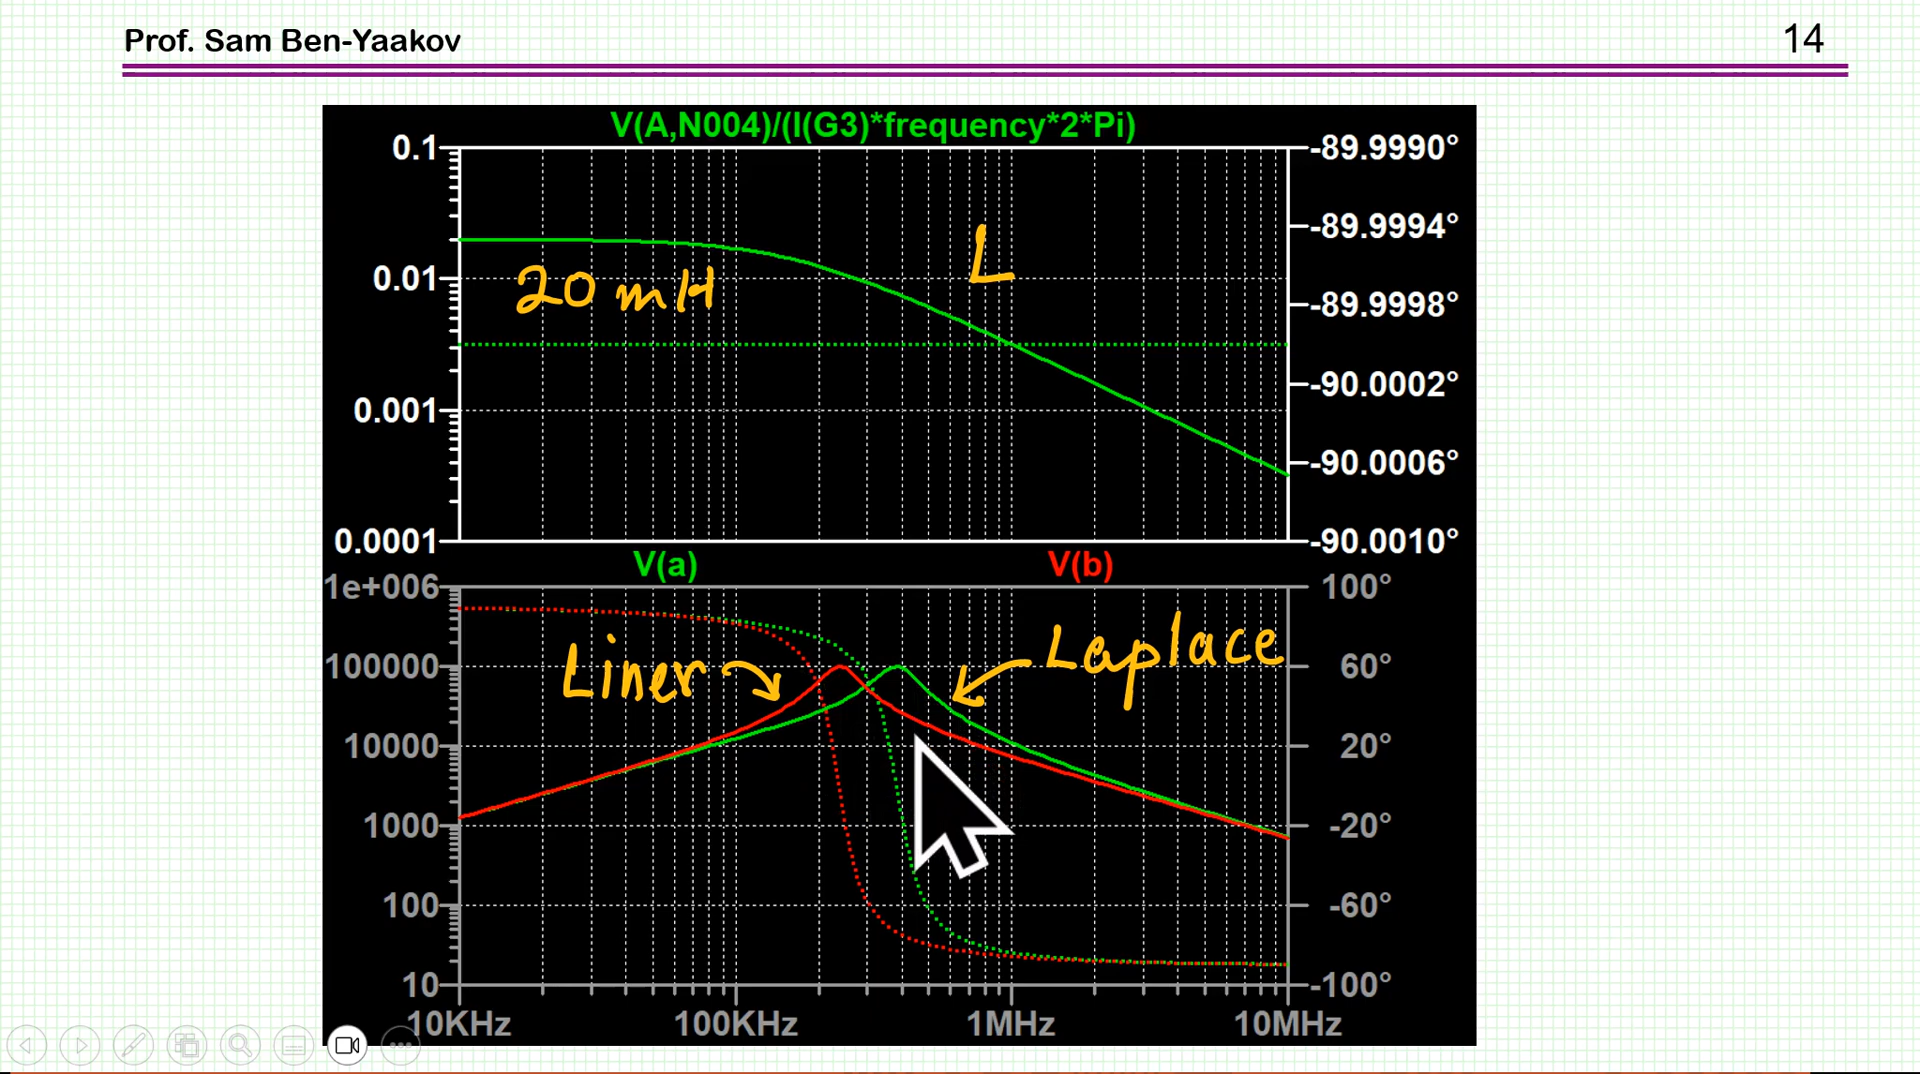 Prof. Sam Ben-Yaakov 14
V(A,N004)/(I(G3)*frequency*2*Pi)
0.1 -89.9990°
-89.9994°
L
0.01 -89.9998°
20 mH
0.001 -90.0002°
-90.0006°
0.0001 -90.0010°
V(a) V(b)
1e+006 100°
Liner Laplace
100000 60°
10000 20°
1000 -20°
100 -60°
10 -100°
10KHz 100KHz 1MHz 10MHz